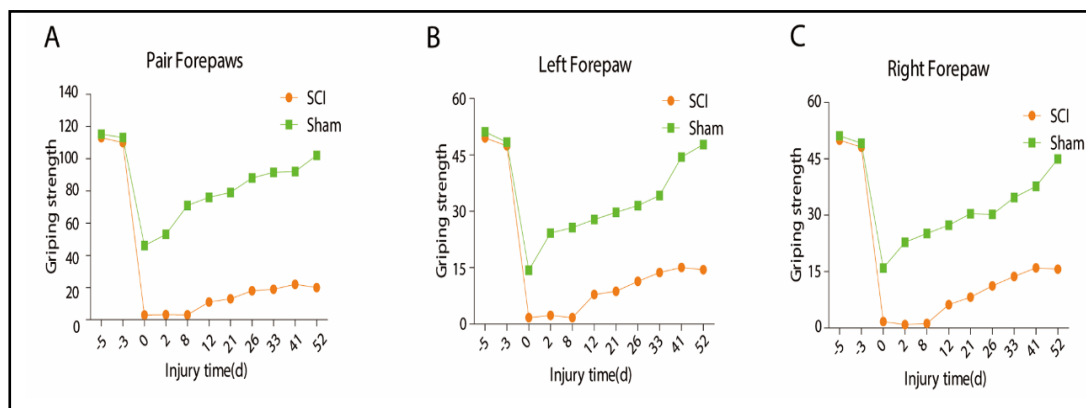 A
Pair Forepaws
SCI
Sham
Griping strength
140
120
100
80
60
40
20
0
-5
-3
0
2
8
12
21
26
33
41
52
Injury time(d)
B
Left Forepaw
SCI
Sham
Griping strength
60
45
30
15
0
-5
-3
0
2
8
12
21
26
33
41
52
Injury time(d)
C
Right Forepaw
SCI
Sham
Griping strength
60
45
30
15
0
-5
-3
0
2
8
12
21
26
33
41
52
Injury time(d)